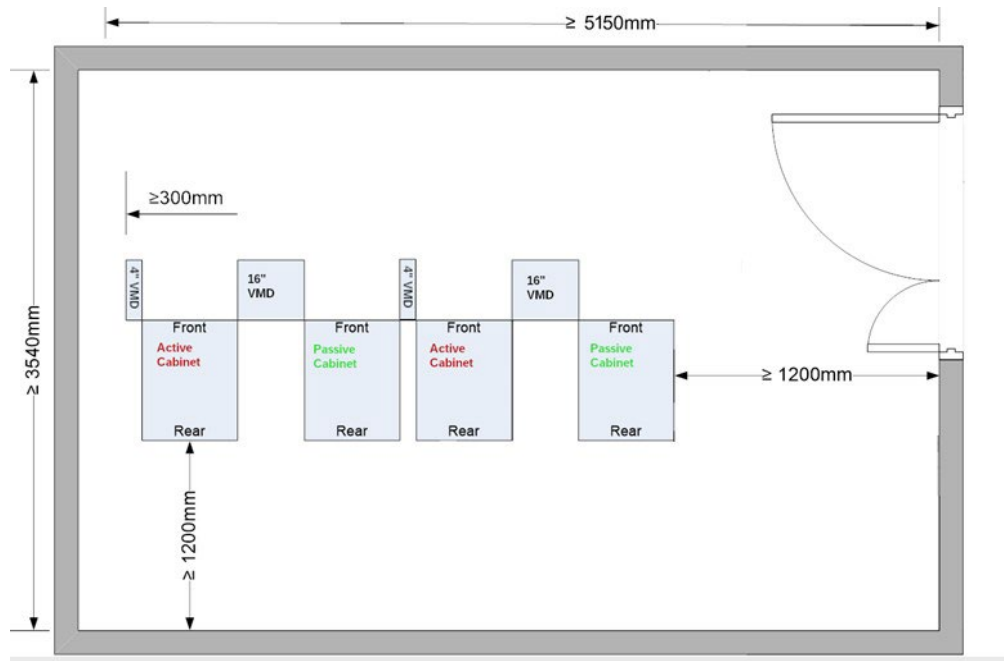 ≥ 5150mm
≥300mm
≥ 3540mm
4" VMD
16"
VMD
4" VMD
16"
VMD
Front
Front
Front
Front
Active
Cabinet
Passive
Cabinet
Active
Cabinet
Passive
Cabinet
≥ 1200mm
Rear
Rear
Rear
Rear
≥ 1200mm